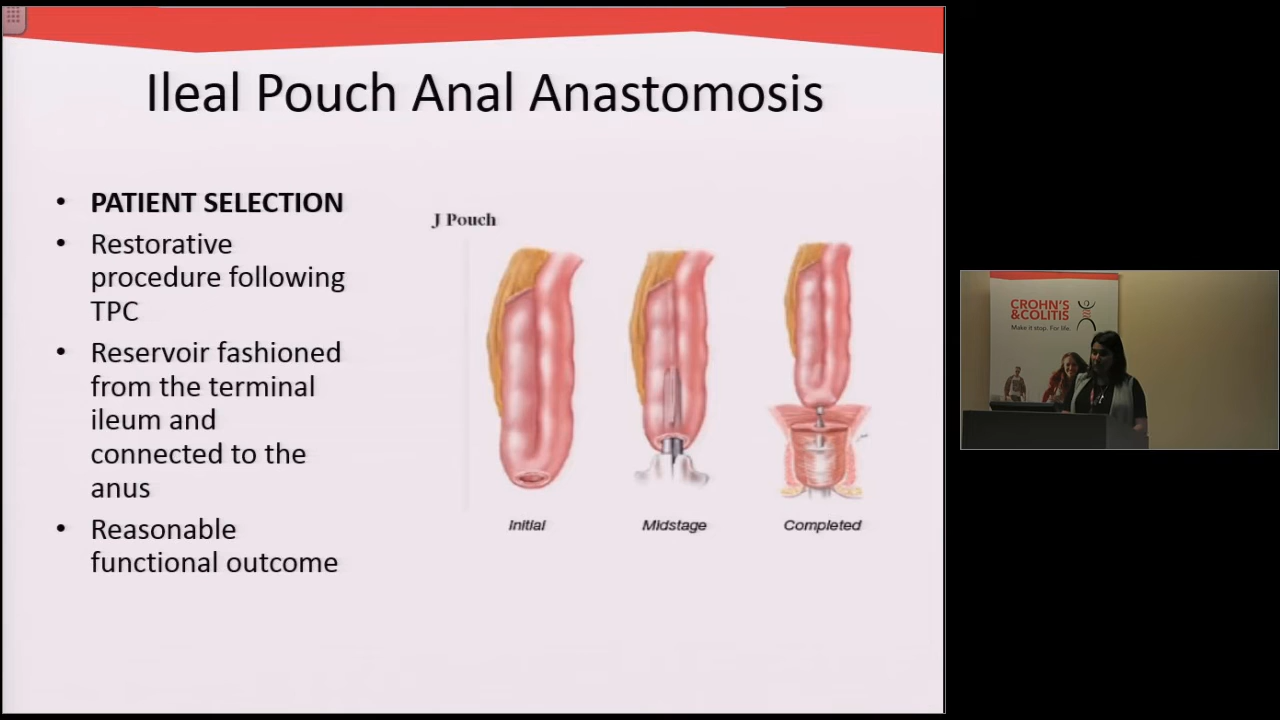 Ileal Pouch Anal Anastomosis
• PATIENT SELECTION
• Restorative
procedure following
TPC
• Reservoir fashioned
from the terminal
ileum and
connected to the
anus
• Reasonable
functional outcome
J Pouch
Initial
Midstage
Completed
CROHN'S
&COLITIS
Make it stop. For life.